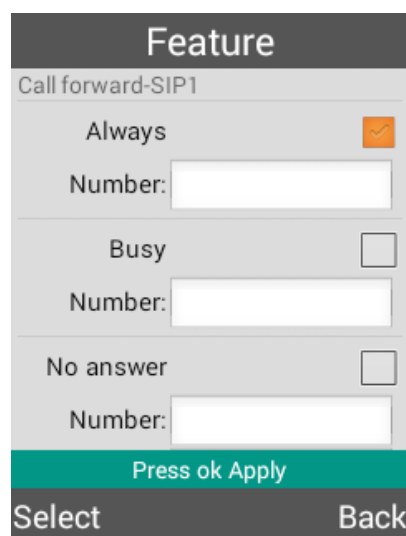 Feature
Call forward-SIP1
Always
Number:
Busy
Number:
No answer
Number:
Press ok Apply
Select Back